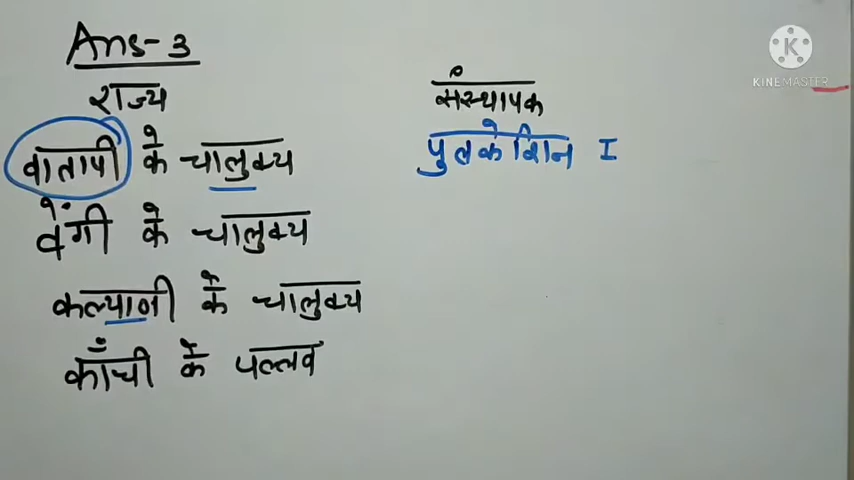 Ans-3
राज्य संस्थापक
वातापी के चालुक्य पुलकेशिन I
वेंगी के चालुक्य
कल्याणी के चालुक्य
काँची के पल्लव
K
KINEMASTER